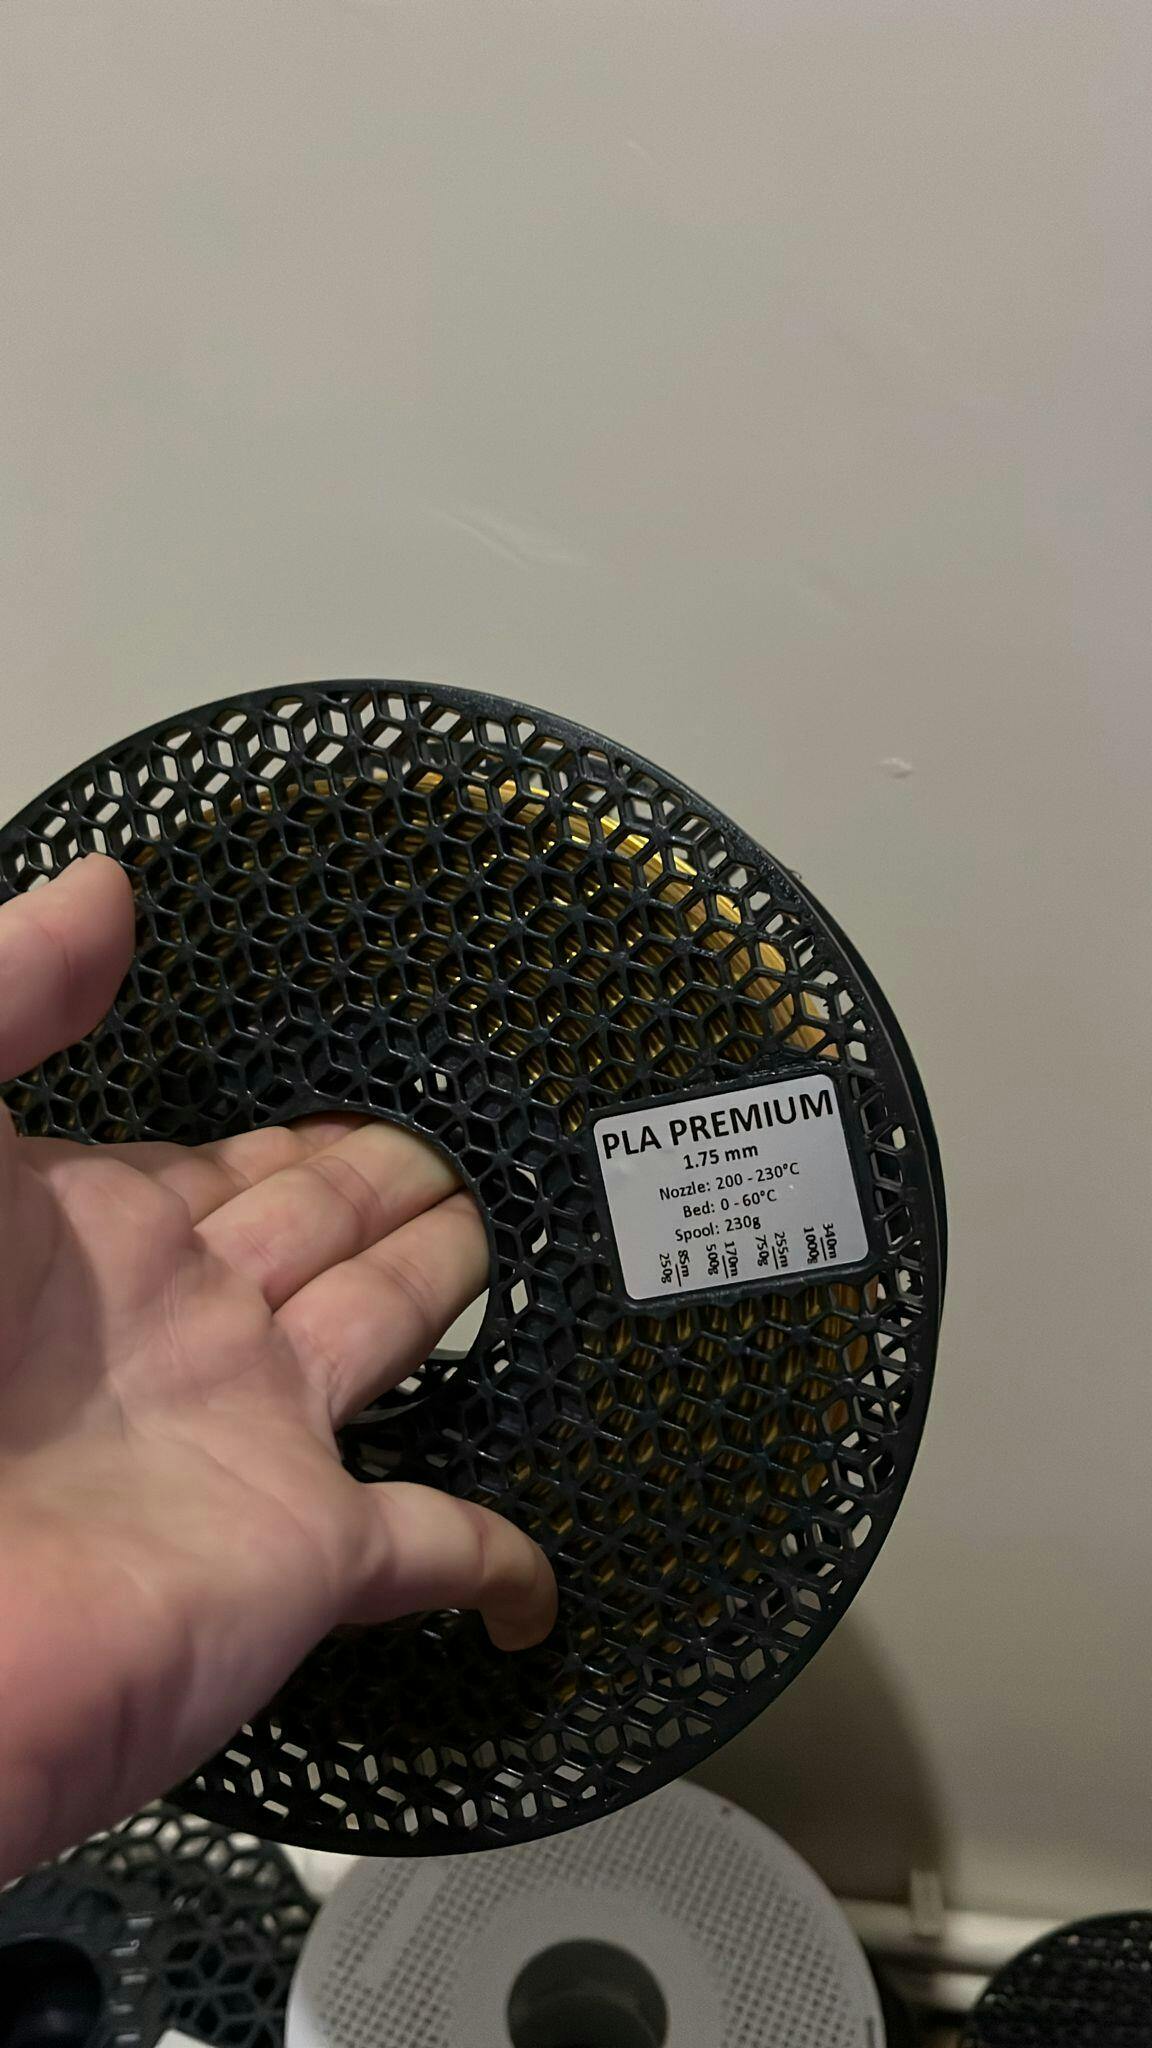 PLA PREMIUM
1.75 mm
Nozzle: 200 - 230°C
Bed: 0 - 60°C
Spool: 230g
340m
1000g
255m
750g
170m
500g
85m
250g